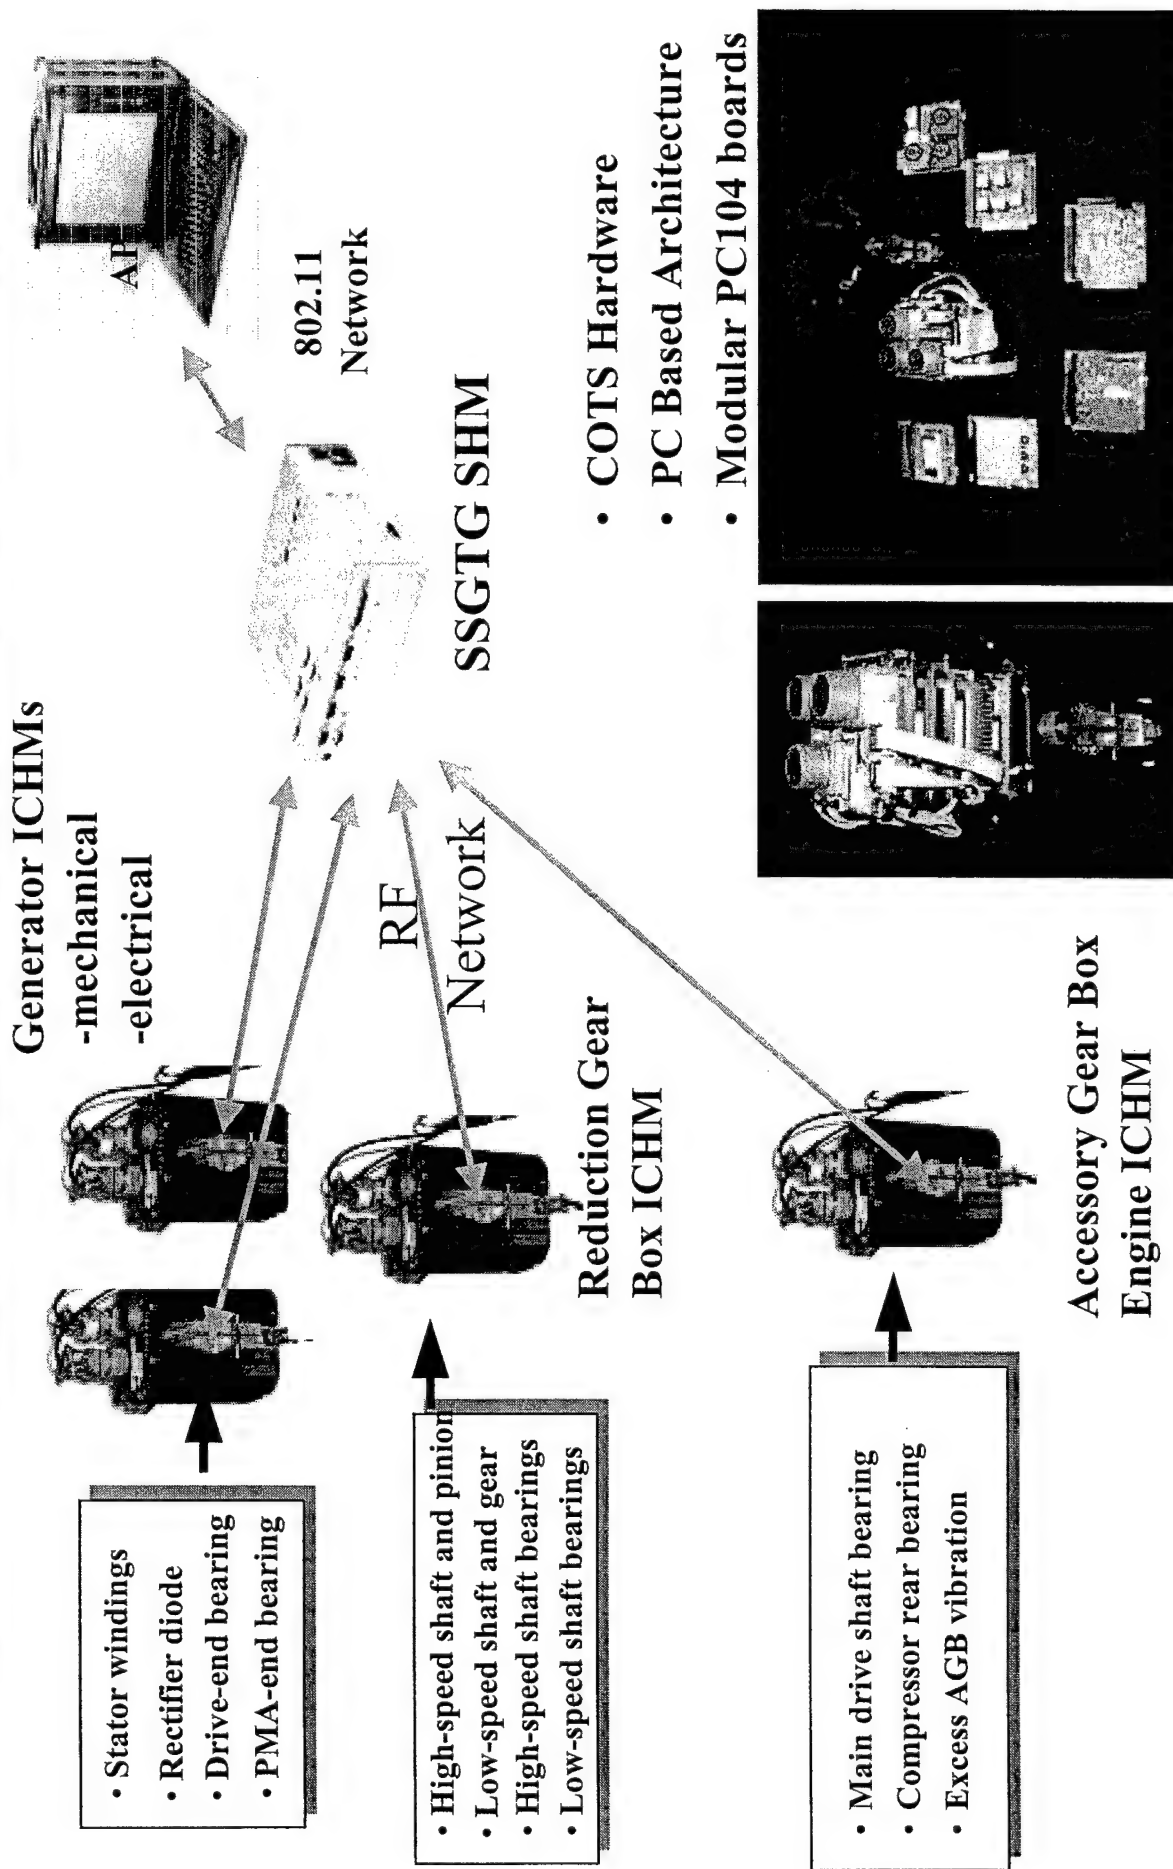 Generator ICHMs
-mechanical
-electrical
• Stator windings
• Rectifier diode
• Drive-end bearing
• PMA-end bearing
AP
802.11
Network
SSGTG SHM
RF
Network
• High-speed shaft and pinion
• Low-speed shaft and gear
• High-speed shaft bearings
• Low-speed shaft bearings
Reduction Gear
Box ICHM
• COTS Hardware
• PC Based Architecture
• Modular PC104 boards
• Main drive shaft bearing
• Compressor rear bearing
• Excess AGB vibration
Accessory Gear Box
Engine ICHM